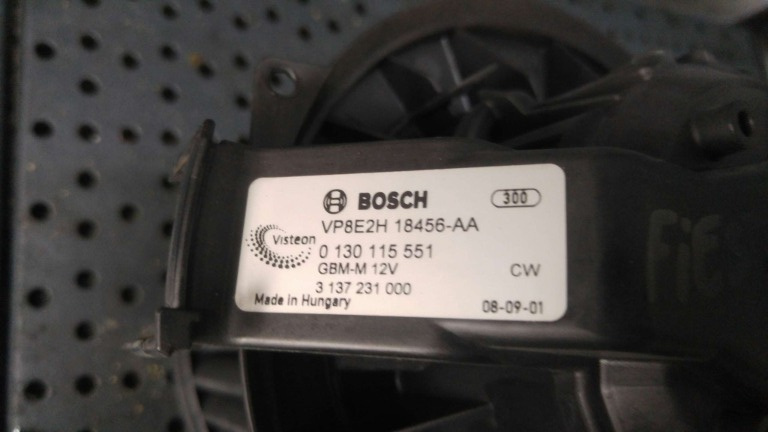 BOSCH 300
VP8E2H 18456-AA
Visteon
0 130 115 551
GBM-M 12V CW
3 137 231 000
Made in Hungary 08-09-01